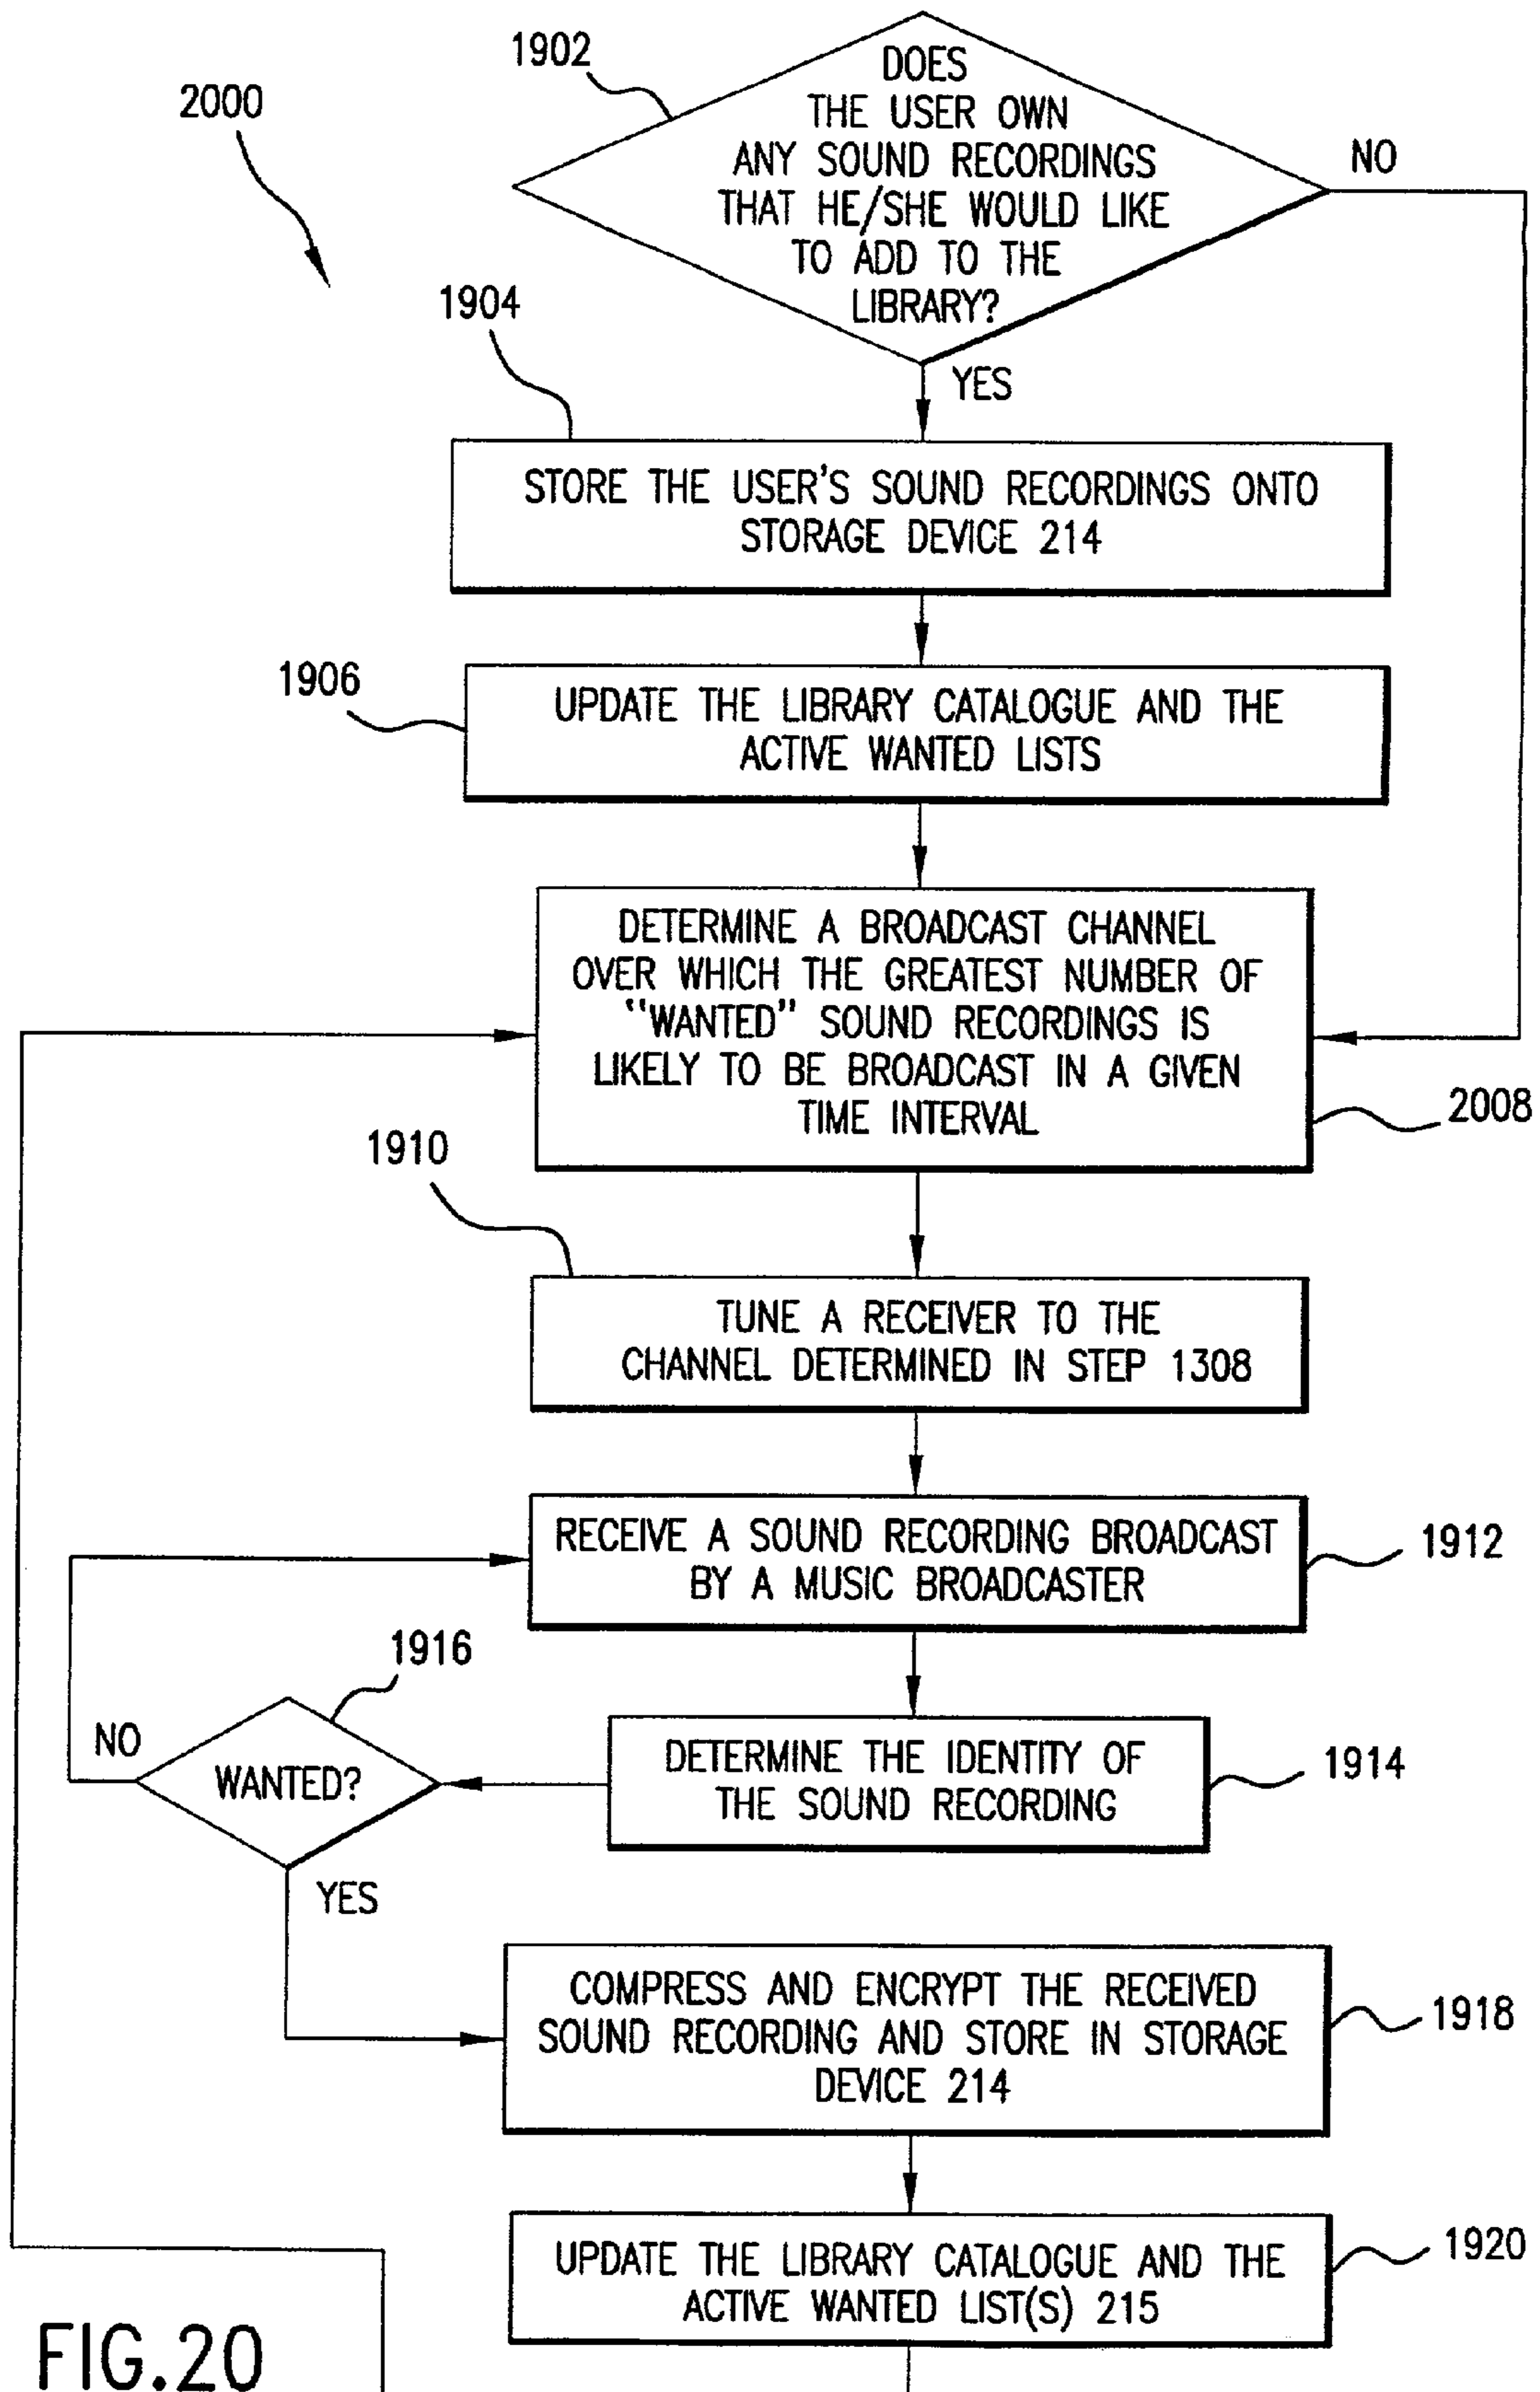 2000
1902
DOES
THE USER OWN
ANY SOUND RECORDINGS
THAT HE/SHE WOULD LIKE
TO ADD TO THE
LIBRARY?
NO
YES
1904
STORE THE USER'S SOUND RECORDINGS ONTO
STORAGE DEVICE 214
1906
UPDATE THE LIBRARY CATALOGUE AND THE
ACTIVE WANTED LISTS
DETERMINE A BROADCAST CHANNEL
OVER WHICH THE GREATEST NUMBER OF
"WANTED" SOUND RECORDINGS IS
LIKELY TO BE BROADCAST IN A GIVEN
TIME INTERVAL
2008
1910
TUNE A RECEIVER TO THE
CHANNEL DETERMINED IN STEP 1308
RECEIVE A SOUND RECORDING BROADCAST
BY A MUSIC BROADCASTER
1912
1916
NO
WANTED?
YES
DETERMINE THE IDENTITY OF
THE SOUND RECORDING
1914
COMPRESS AND ENCRYPT THE RECEIVED
SOUND RECORDING AND STORE IN STORAGE
DEVICE 214
1918
UPDATE THE LIBRARY CATALOGUE AND THE
ACTIVE WANTED LIST(S) 215
1920
FIG.20